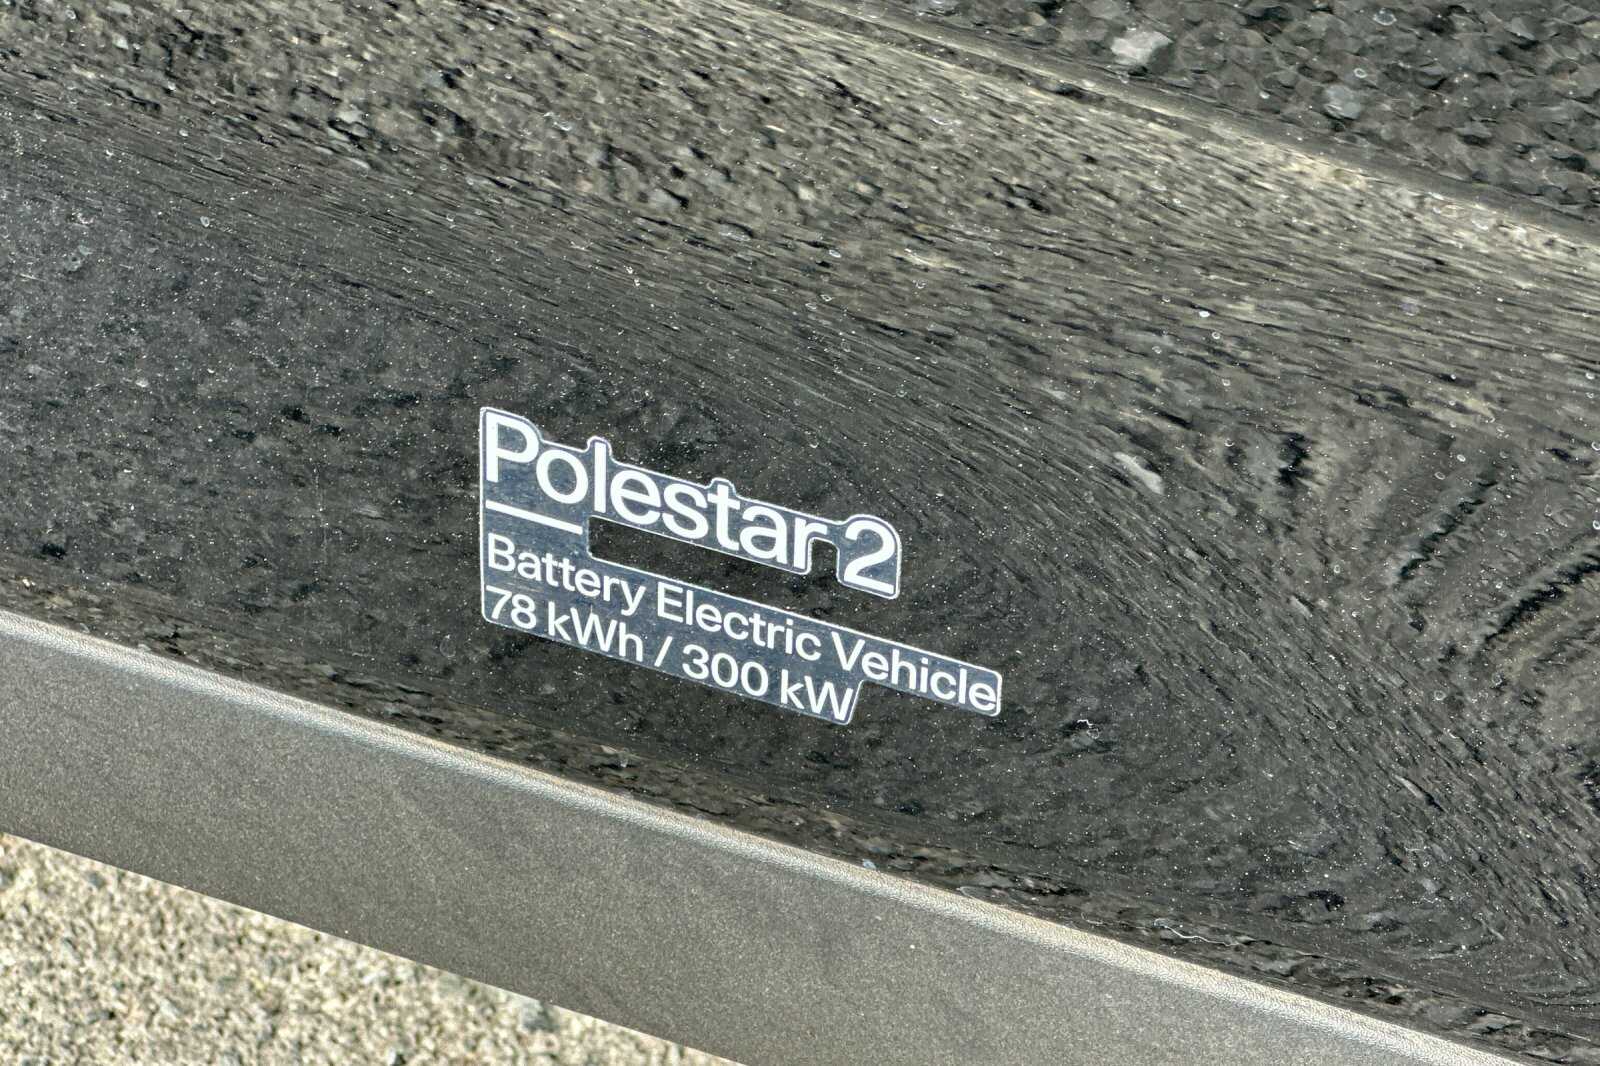 Polestar 2
Battery Electric Vehicle
78 kWh / 300 kW